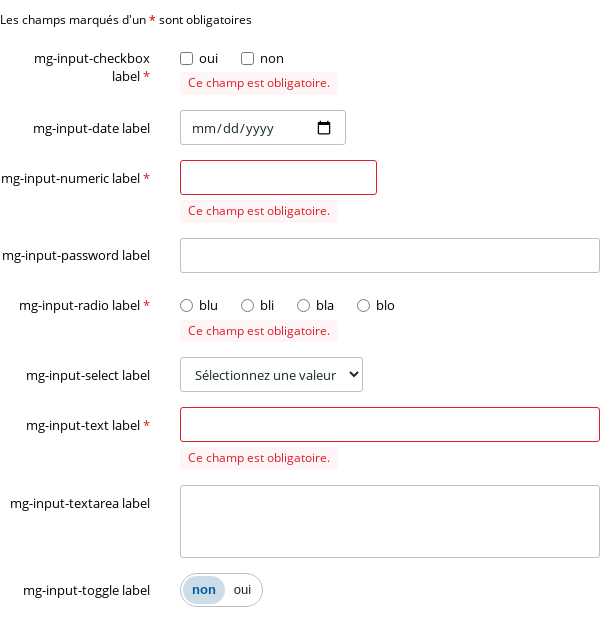 Les champs marqués d'un * sont obligatoires
mg-input-checkbox label * oui non
Ce champ est obligatoire.
mg-input-date label mm/dd/yyyy
mg-input-numeric label *
Ce champ est obligatoire.
mg-input-password label
mg-input-radio label * blu bli bla blo
Ce champ est obligatoire.
mg-input-select label Sélectionnez une valeur
mg-input-text label *
Ce champ est obligatoire.
mg-input-textarea label
mg-input-toggle label non oui